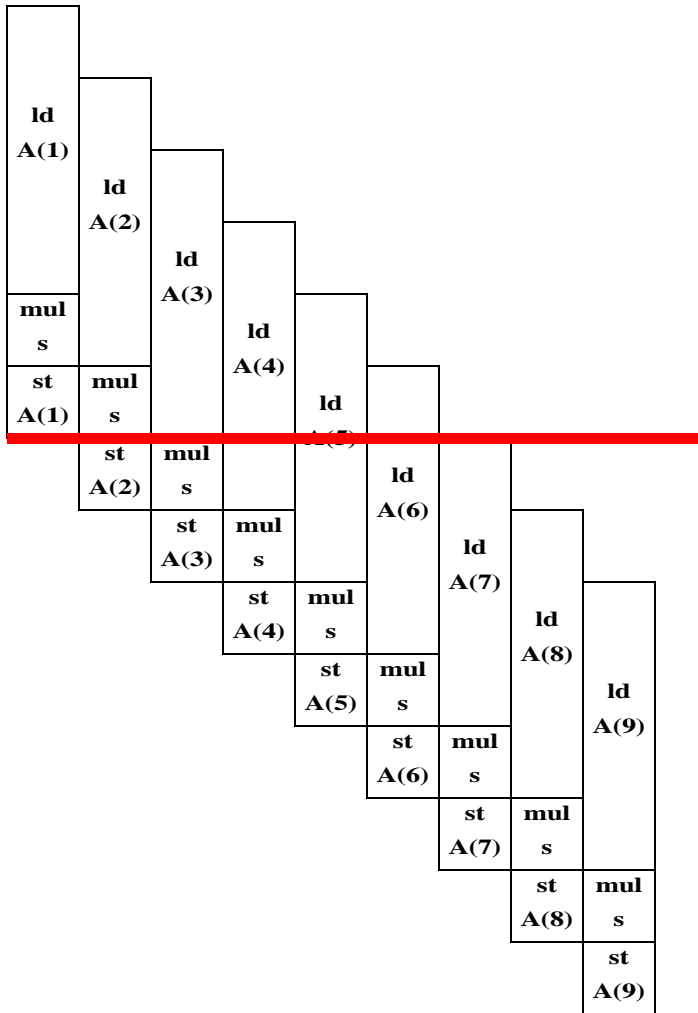 ld
A(1)
mul
s
st
A(1)
ld
A(2)
mul
s
st
A(2)
ld
A(3)
mul
s
st
A(3)
ld
A(4)
mul
s
st
A(4)
ld
A(5)
mul
s
st
A(5)
ld
A(6)
mul
s
st
A(6)
ld
A(7)
mul
s
st
A(7)
ld
A(8)
mul
s
st
A(8)
ld
A(9)
mul
s
st
A(9)